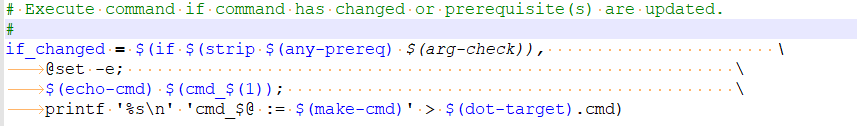 # Execute command if command has changed or prerequisite(s) are updated.
#
if_changed = $(if $(strip $(any-prereq) $(arg-check)), \
@set -e; \
$(echo-cmd) $(cmd_$(1)); \
printf '%s\n' 'cmd_$@ := $(make-cmd)' > $(dot-target).cmd)